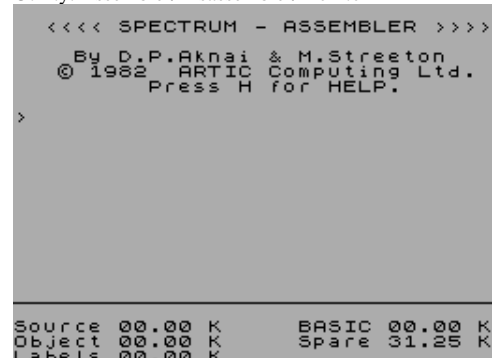 <<<< SPECTRUM - ASSEMBLER >>>>
By D.P.Aknai & M.Streeton
© 1982 ARTIC Computing Ltd.
Press H for HELP.
>
Source 00.00 K BASIC 00.00 K
Object 00.00 K Spare 31.25 K
Labels 00.00 K